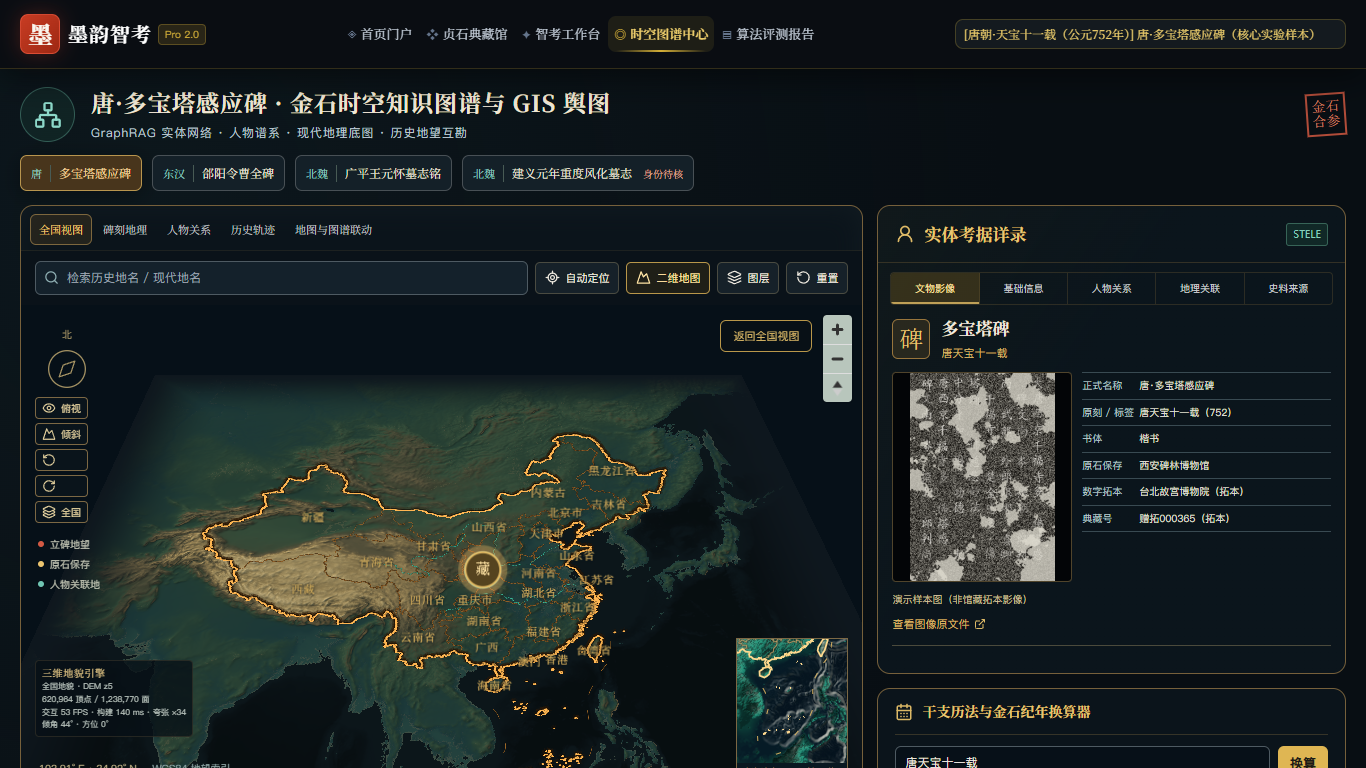 墨 墨韵智考 Pro 2.0
首页门户 贞石典藏馆 智考工作台 时空图谱中心 算法评测报告
[唐朝·天宝十一载（公元752年）] 唐·多宝塔感应碑（核心实验样本）
唐·多宝塔感应碑 · 金石时空知识图谱与 GIS 舆图
GraphRAG 实体网络 · 人物谱系 · 现代地理底图 · 历史地望互勘
金石
合参
唐 多宝塔感应碑
东汉 郃阳令曹全碑
北魏 广平王元怀墓志铭
北魏 建义元年重度风化墓志 身份待核
全国视图 碑刻地理 人物关系 历史轨迹 地图与图谱联动
检索历史地名 / 现代地名
自动定位 二维地图 图层 重置
北
返回全国视图
俯视
倾斜
全国
立碑地望
原石保存
人物关联地
黑龙江省
内蒙古
吉林省
新疆
北京市
山西省
天津市
甘肃省
山东省
青海省
藏
河南省
江苏省
西藏
湖北省
四川省
重庆市
浙江省
湖南省
云南省
福建省
广西
台湾省
澳门
香港
海南省
三维地貌引擎
全国地貌 · DEM z5
620,984 顶点 / 1,238,770 面
交互 53 FPS · 构建 140 ms · 夸张 x34
倾角 44° · 方位 0°
实体考据详录 STELE
文物影像 基础信息 人物关系 地理关联 史料来源
碑 多宝塔碑
唐天宝十一载
正式名称 唐·多宝塔感应碑
原刻 / 标签 唐天宝十一载（752）
书体 楷书
原石保存 西安碑林博物馆
数字拓本 台北故宫博物院（拓本）
典藏号 赠拓000365（拓本）
演示样本图（非馆藏拓本影像）
查看图像原文件
干支历法与金石纪年换算器
唐天宝十一载 换算